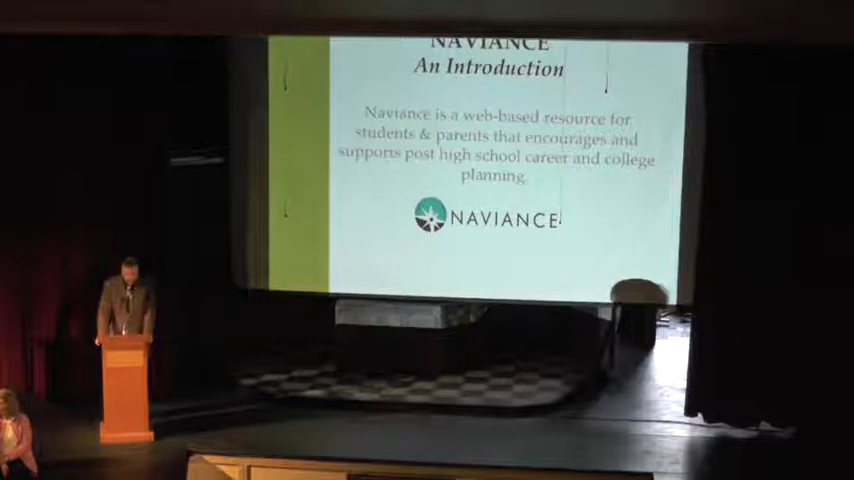 NAVIANCE
An Introduction
Naviance is a web-based resource for
students & parents that encourages and
supports post high school career and college
planning.
NAVIANCE